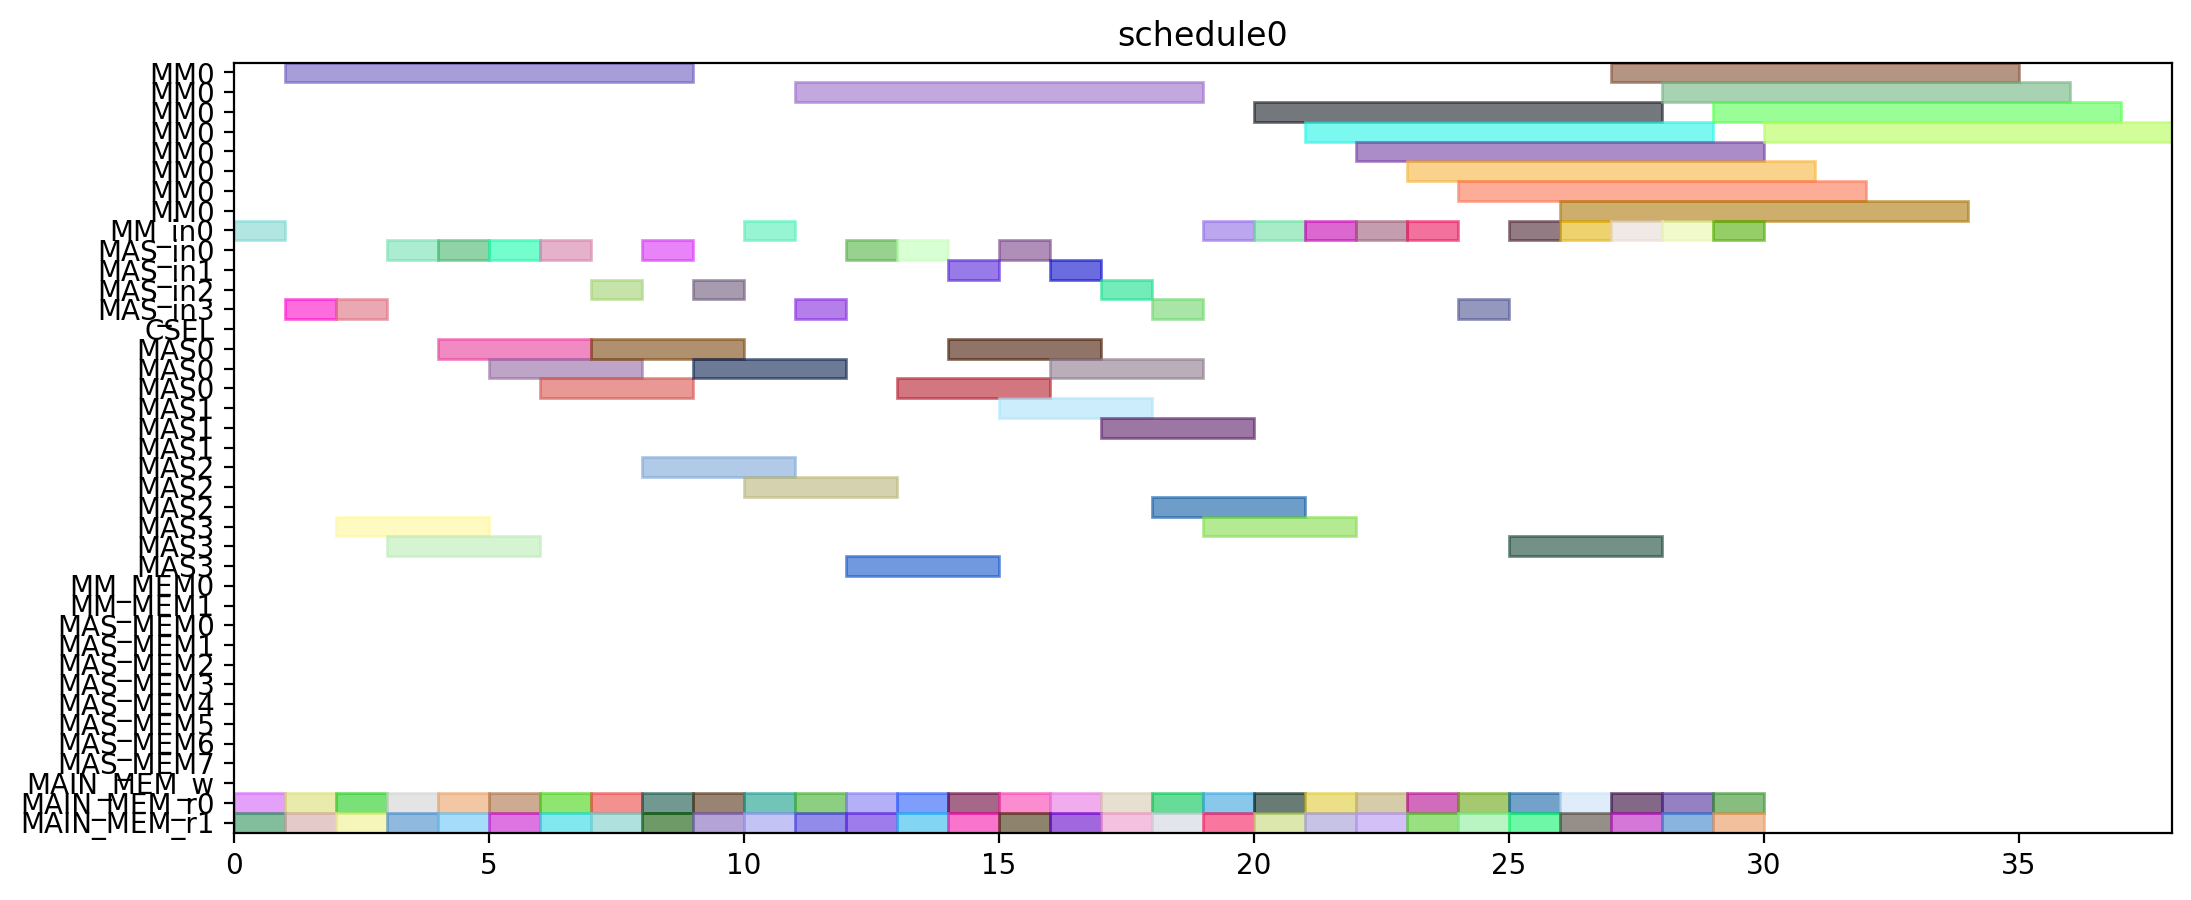 schedule0
MM0
MM0
MM0
MM0
MM0
MM0
MM0
MM0
MM_in0
MAS_in0
MAS_in1
MAS_in2
MAS_in3
CSEL
MAS0
MAS0
MAS0
MAS1
MAS1
MAS1
MAS2
MAS2
MAS2
MAS3
MAS3
MAS3
MM_MEM0
MM_MEM1
MAS_MEM0
MAS_MEM1
MAS_MEM2
MAS_MEM3
MAS_MEM4
MAS_MEM5
MAS_MEM6
MAS_MEM7
MAIN_MEM_w
MAIN_MEM_r0
MAIN_MEM_r1
0 5 10 15 20 25 30 35